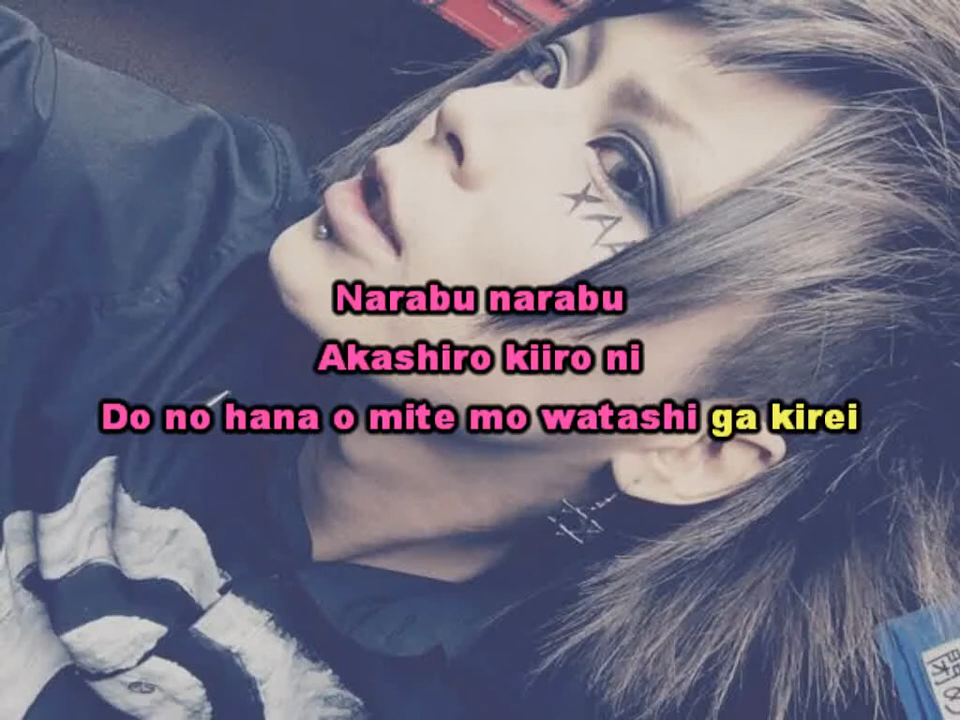 Narabu narabu
Akashiro kiiro ni
Do no hana o mite mo watashi ga kirei